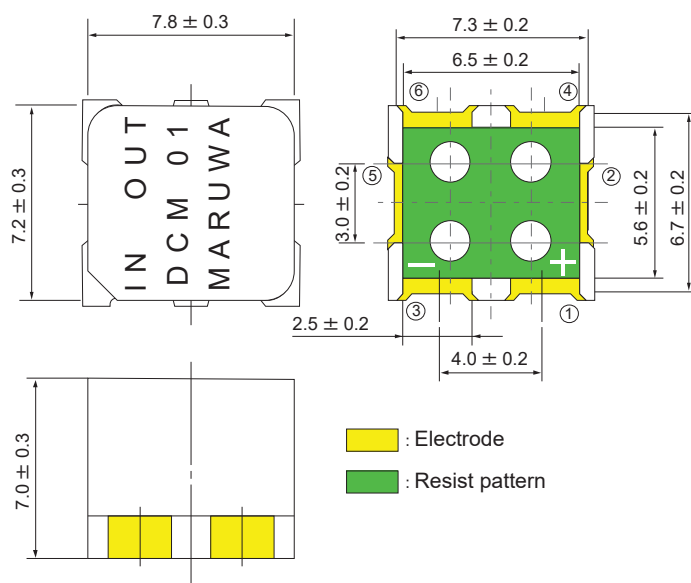 7.8 ± 0.3
7.2 ± 0.3
IN OUT
DCM 01
MARUWA
7.3 ± 0.2
6.5 ± 0.2
⑥ ④
⑤ ②
3.0 ± 0.2
5.6 ± 0.2
6.7 ± 0.2
− +
③ ①
2.5 ± 0.2
4.0 ± 0.2
7.0 ± 0.3
: Electrode
: Resist pattern